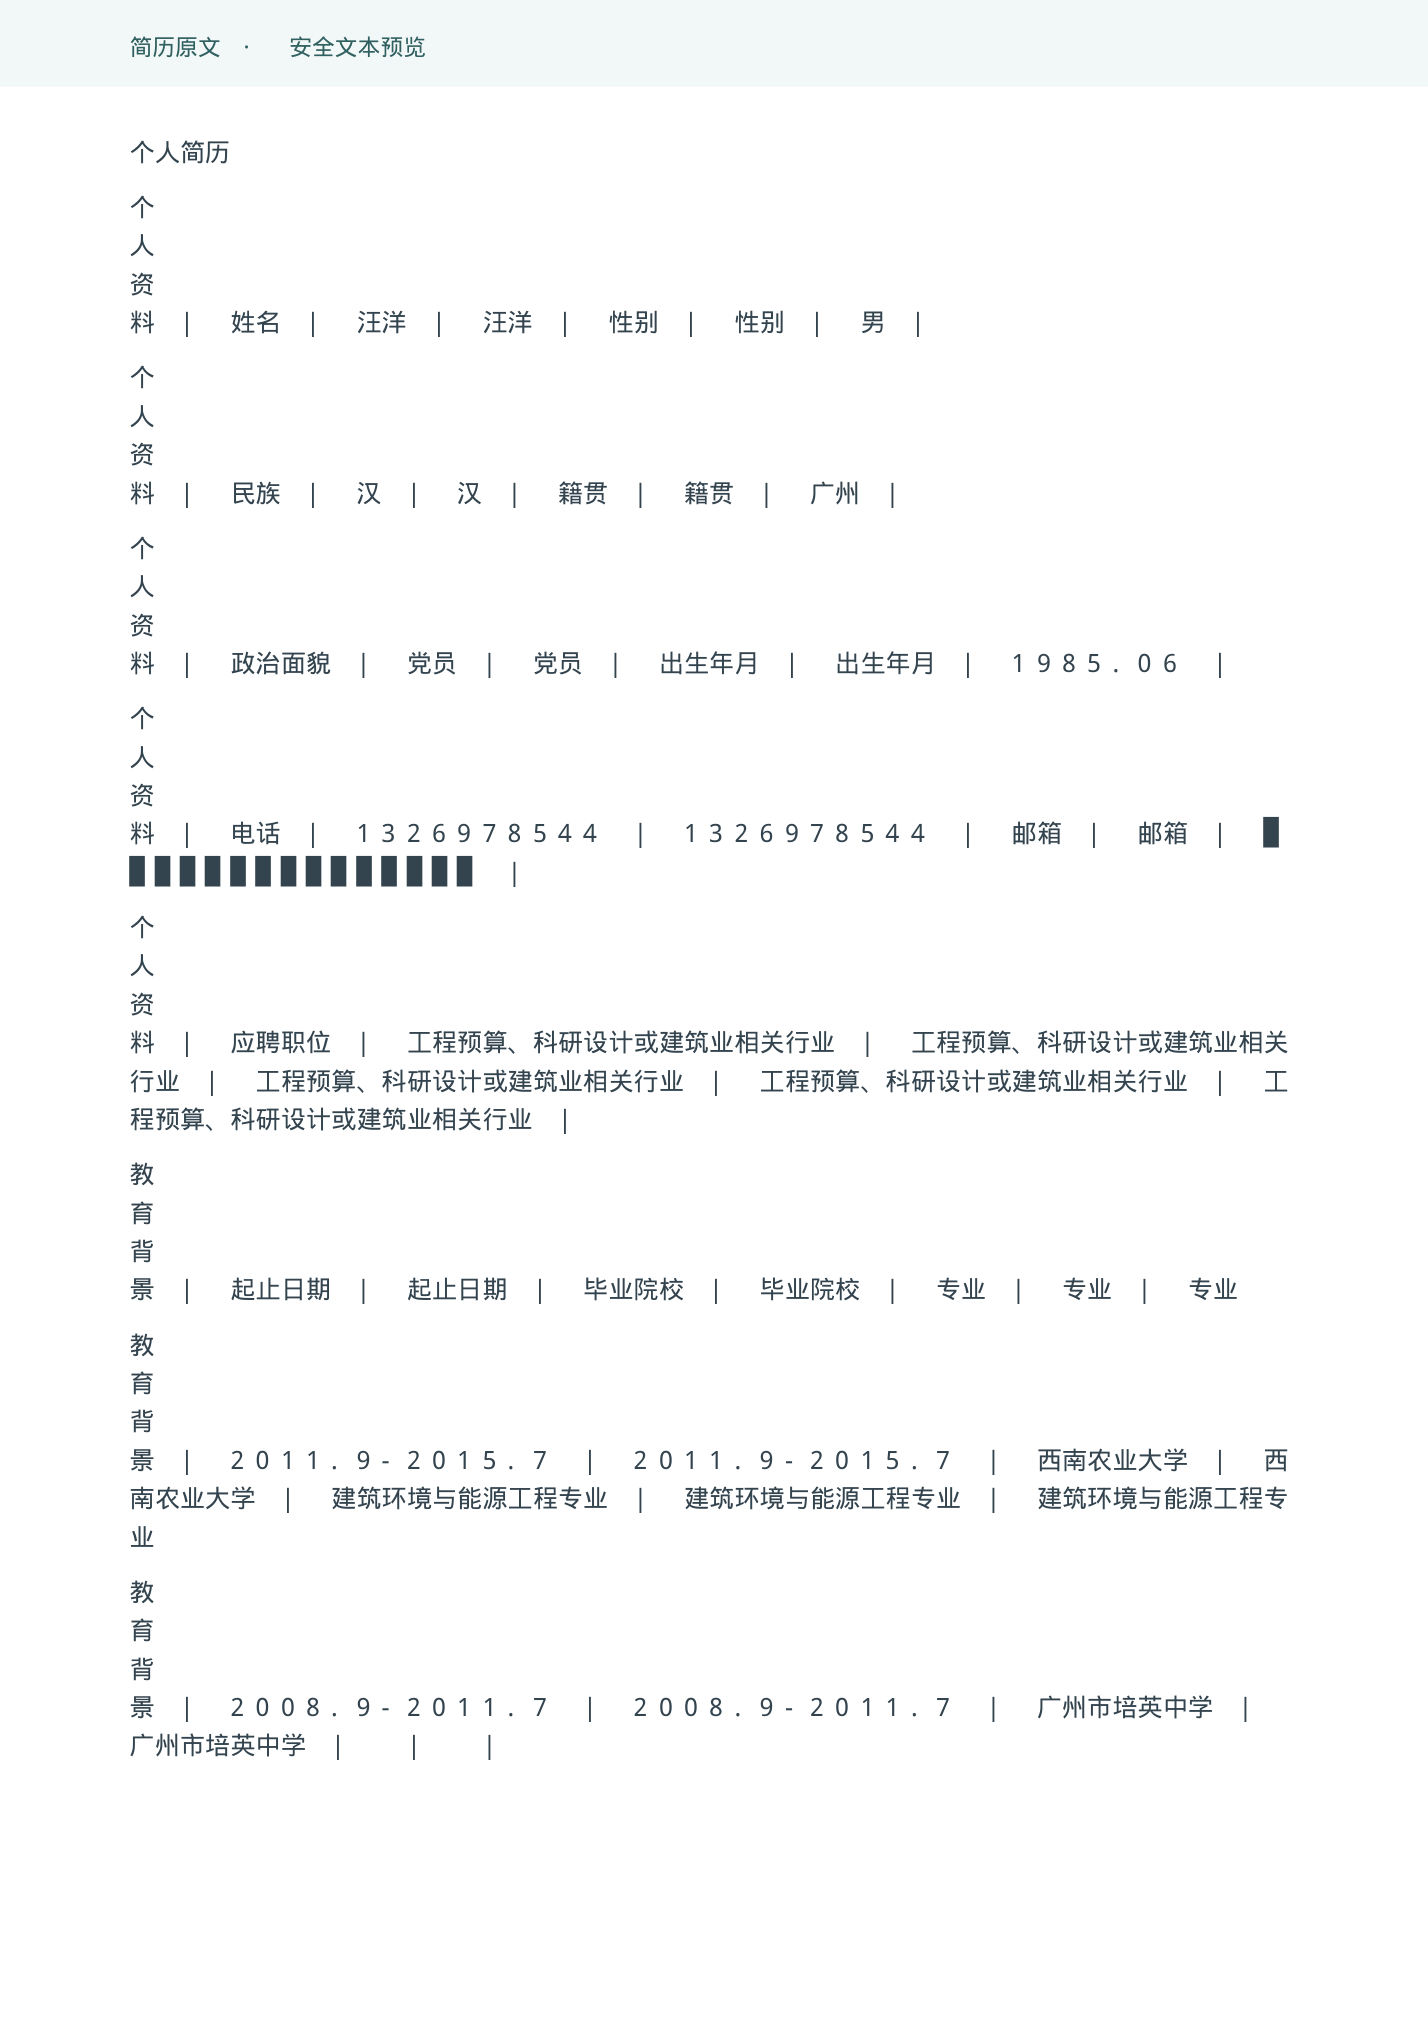 简历原文 · 安全文本预览
个人简历
个
人
资
料 | 姓名 | 汪洋 | 汪洋 | 性别 | 性别 | 男 |
个
人
资
料 | 民族 | 汉 | 汉 | 籍贯 | 籍贯 | 广州 |
个
人
资
料 | 政治面貌 | 党员 | 党员 | 出生年月 | 出生年月 | 1985.06 |
个
人
资
料 | 电话 | 1326978544 | 1326978544 | 邮箱 | 邮箱 | █
██████████████ |
个
人
资
料 | 应聘职位 | 工程预算、科研设计或建筑业相关行业 | 工程预算、科研设计或建筑业相关
行业 | 工程预算、科研设计或建筑业相关行业 | 工程预算、科研设计或建筑业相关行业 | 工
程预算、科研设计或建筑业相关行业 |
教
育
背
景 | 起止日期 | 起止日期 | 毕业院校 | 毕业院校 | 专业 | 专业 | 专业
教
育
背
景 | 2011.9-2015.7 | 2011.9-2015.7 | 西南农业大学 | 西
南农业大学 | 建筑环境与能源工程专业 | 建筑环境与能源工程专业 | 建筑环境与能源工程专
业
教
育
背
景 | 2008.9-2011.7 | 2008.9-2011.7 | 广州市培英中学 |
广州市培英中学 | | |